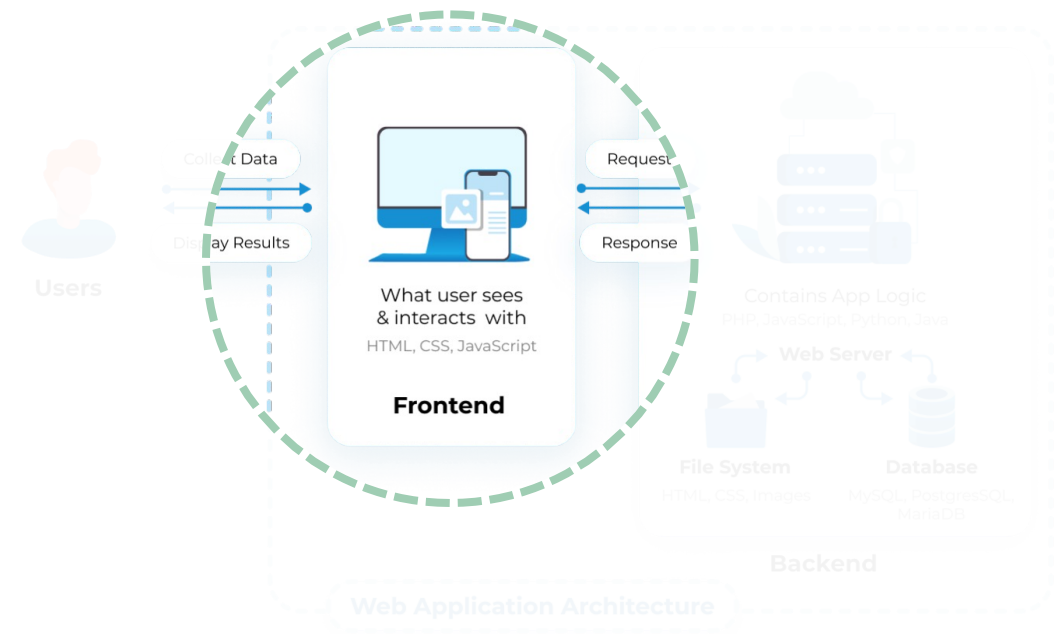 Collect Data
Display Results
Users
What user sees
& interacts with
HTML, CSS, JavaScript
Frontend
Request
Response
Contains App Logic
PHP, JavaScript, Python, Java
Web Server
File System
HTML, CSS, Images
Database
MySQL, PostgresSQL,
MariaDB
Backend
Web Application Architecture